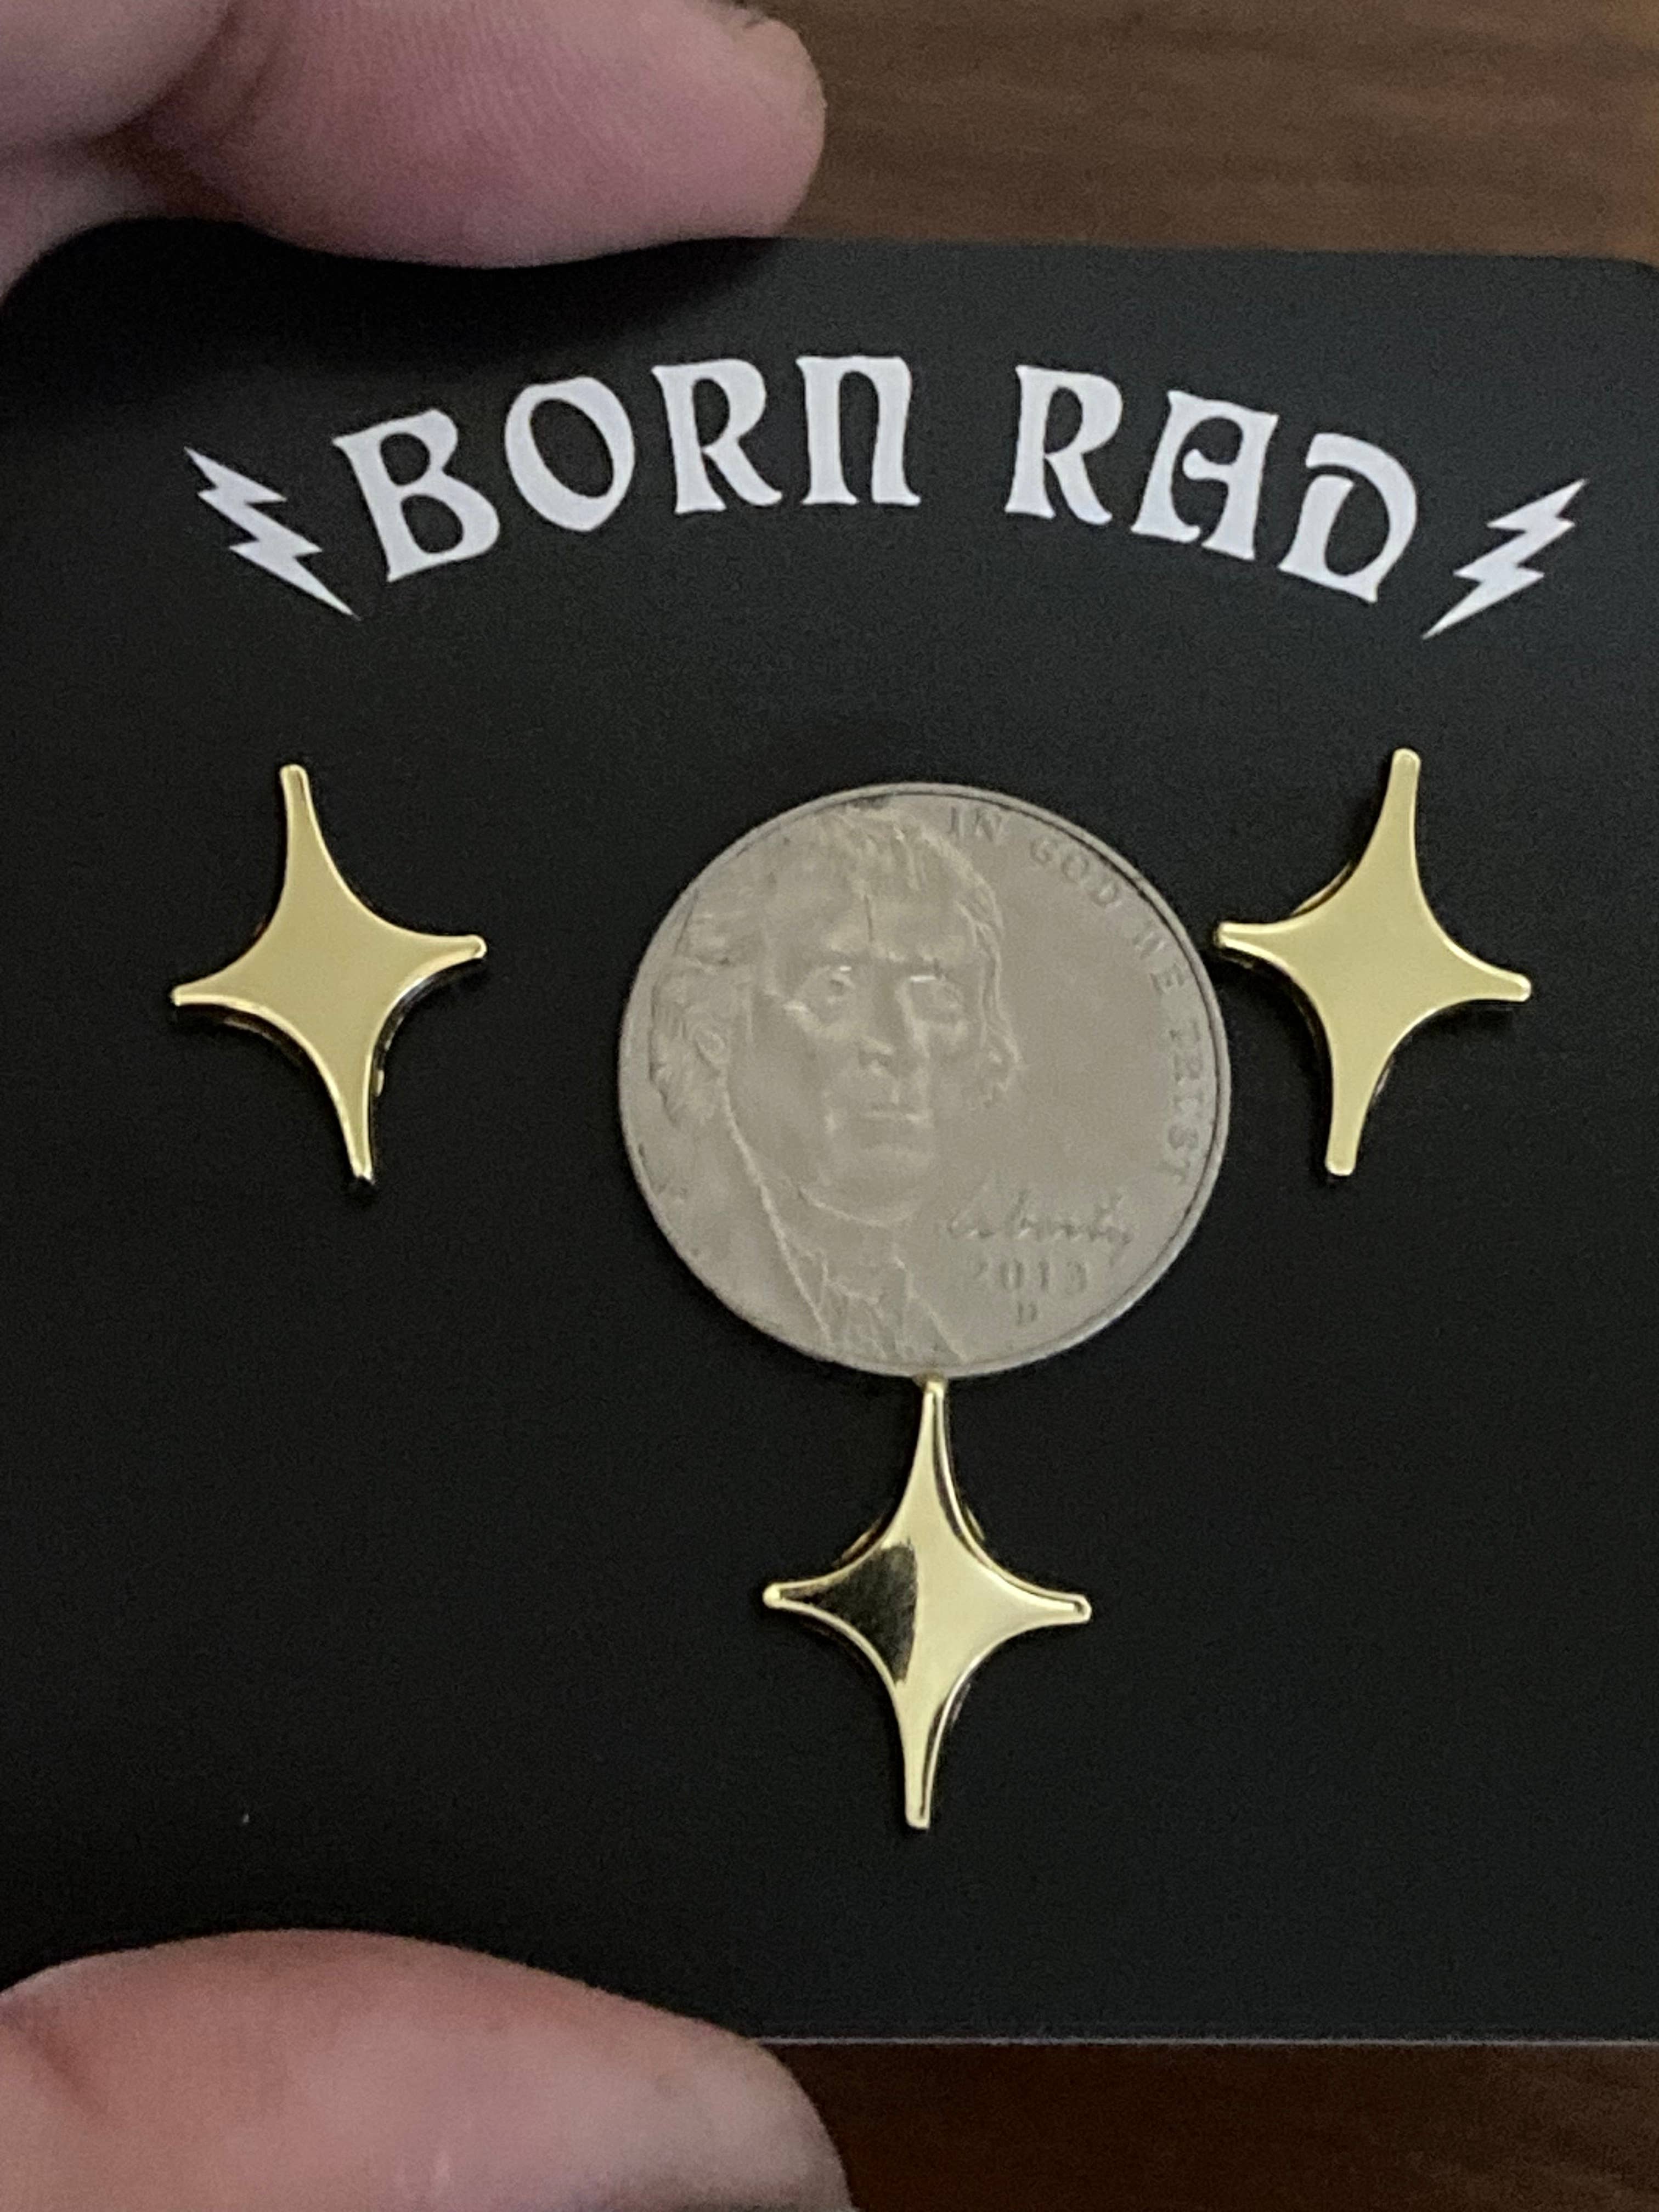 BORN RAD
IN GOD WE TRUST
Liberty
2013
D